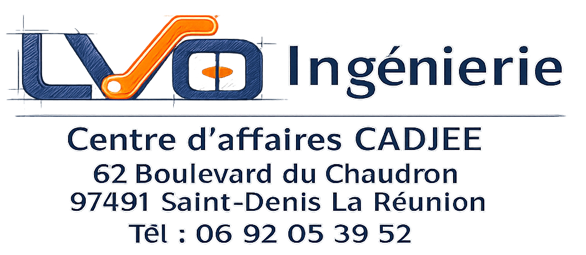 LVO Ingénierie
Centre d'affaires CADJEE
62 Boulevard du Chaudron
97491 Saint-Denis La Réunion
Tél : 06 92 05 39 52